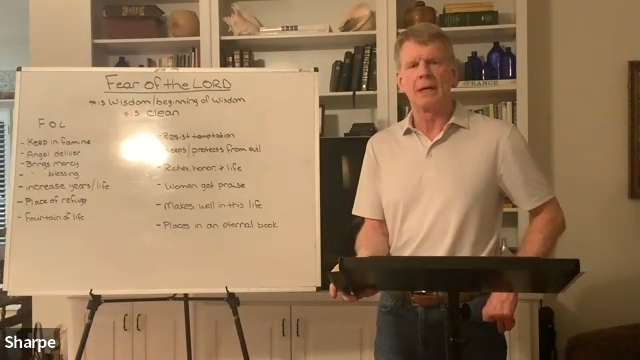 Fear of the LORD
is Wisdom/beginning of wisdom
is clean
F.O.L
- Keep in famine
- Angel deliver
- Brings mercy
- " blessing
- increase years/life
- Place of refuge
- Fountain of life
- Resist temptation
protects from evil
- Riches, honor, + life
- Women get praise
- Makes well in this life
- Places in an eternal book
FRANCE
Sharpe